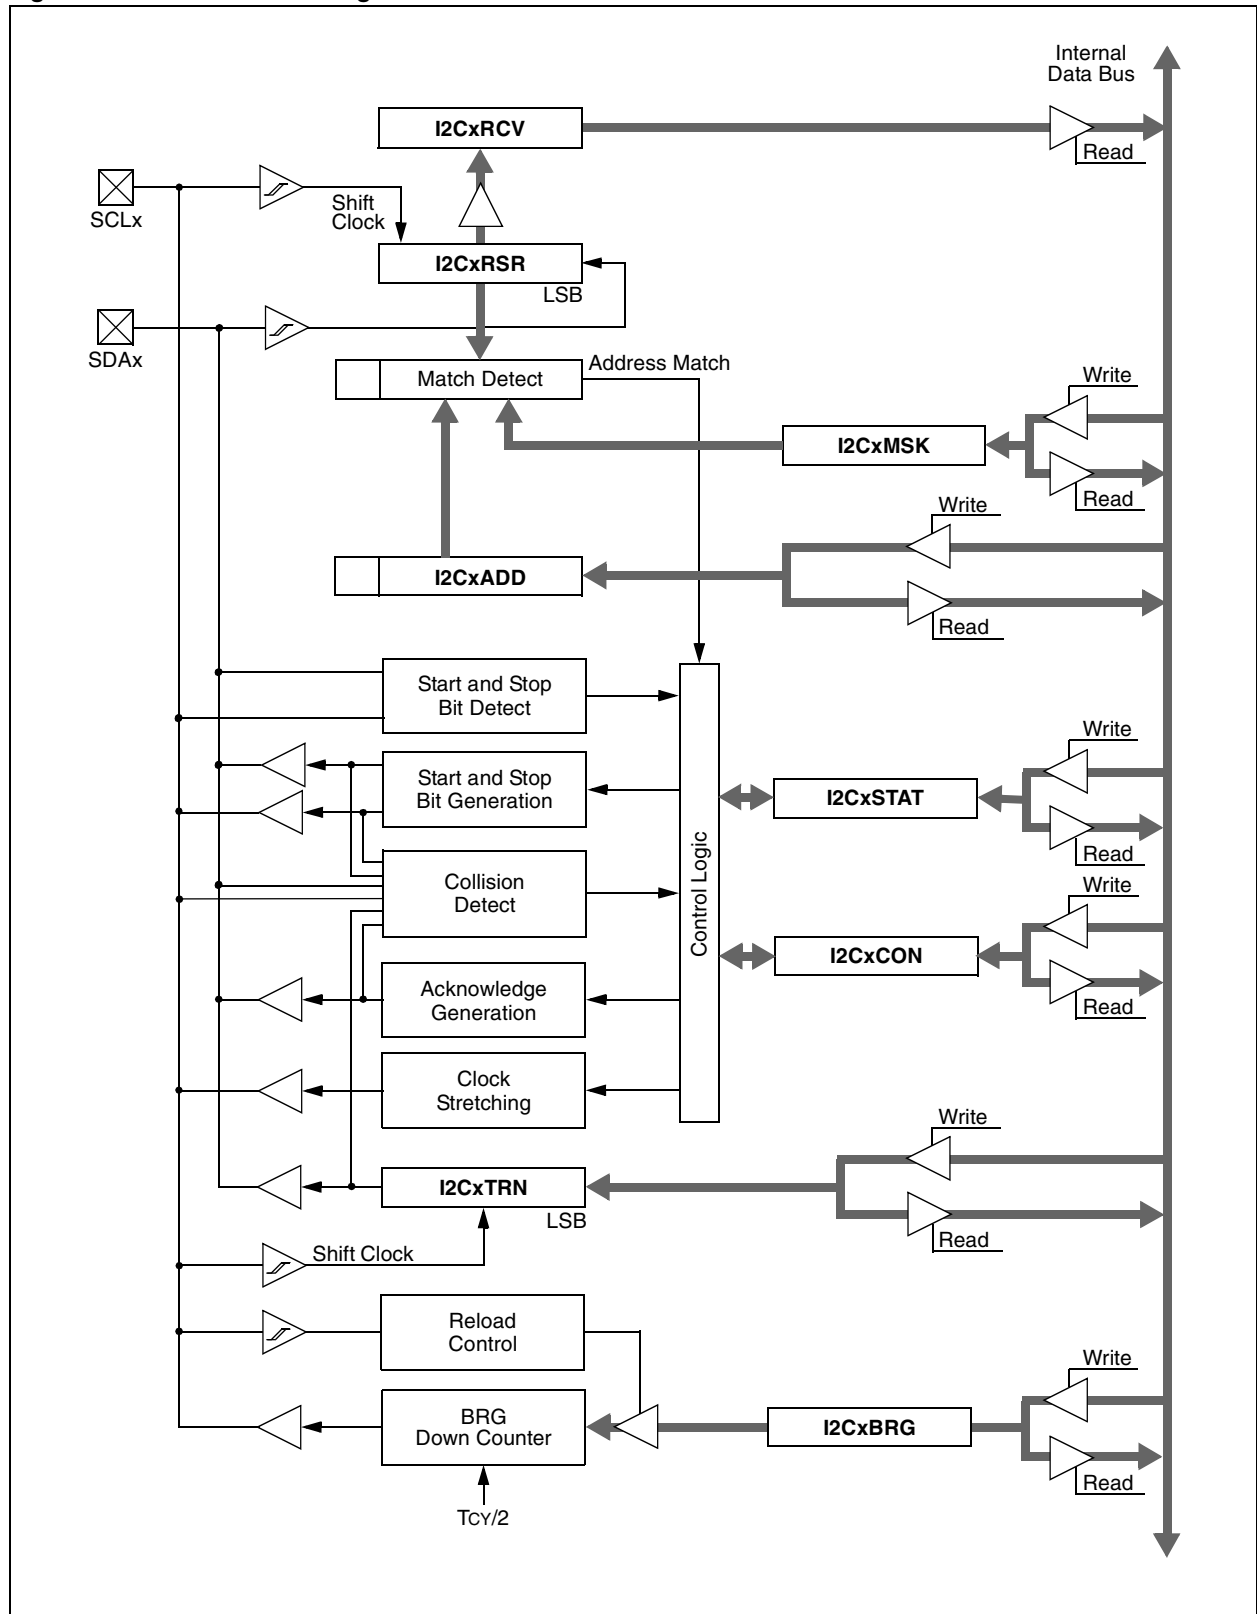 Internal
Data Bus
I2CxRCV
Read
SCLx
Shift
Clock
I2CxRSR
LSB
SDAx
Address Match
Match Detect
Write
I2CxMSK
Read
Write
I2CxADD
Read
Start and Stop
Bit Detect
Write
Start and Stop
Bit Generation
I2CxSTAT
Read
Control Logic
Collision
Detect
Write
I2CxCON
Read
Acknowledge
Generation
Clock
Stretching
Write
I2CxTRN
LSB
Read
Shift Clock
Reload
Control
Write
BRG
Down Counter
I2CxBRG
Read
TCY/2